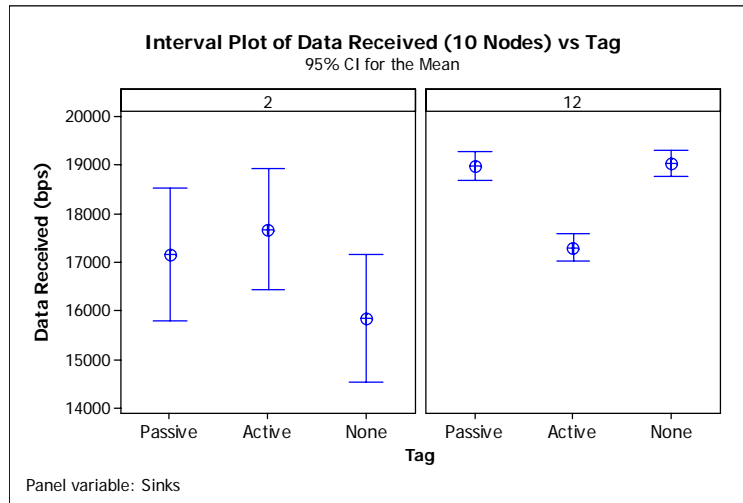 Interval Plot of Data Received (10 Nodes) vs Tag
95% CI for the Mean
2
12
Data Received (bps)
20000
19000
18000
17000
16000
15000
14000
Passive Active None Passive Active None
Tag
Panel variable: Sinks